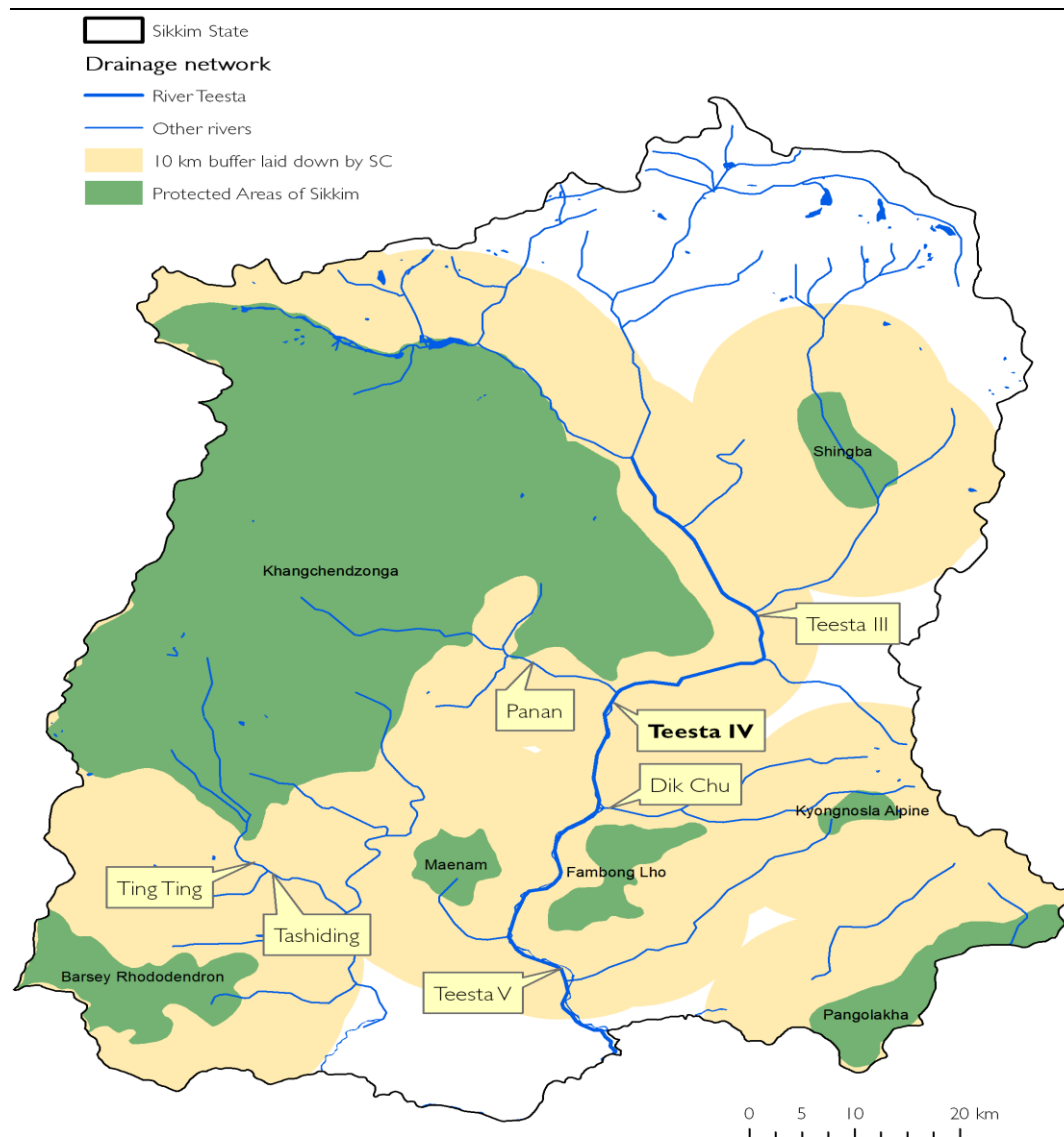 Sikkim State
Drainage network
River Teesta
Other rivers
10 km buffer laid down by SC
Protected Areas of Sikkim
Shingba
Khangchendzonga
Teesta III
Panan
Teesta IV
Dik Chu
Kyongnosla Alpine
Maenam
Fambong Lho
Ting Ting
Tashiding
Barsey Rhododendron
Teesta V
Pangolakha
0 5 10 20 km